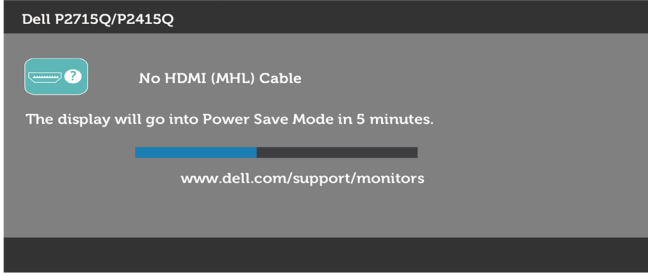 Dell P2715Q/P2415Q
?
No HDMI (MHL) Cable
The display will go into Power Save Mode in 5 minutes.
www.dell.com/support/monitors